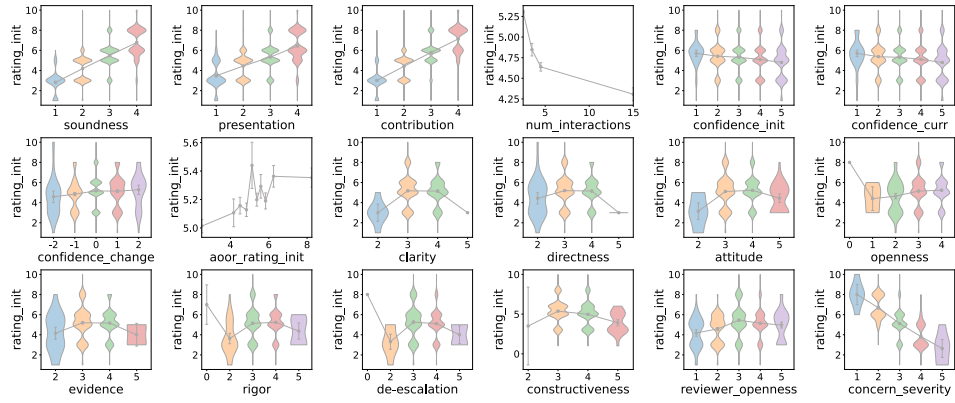 rating_init 10 8 6 4 2 1 2 3 4 soundness
rating_init 10 8 6 4 2 1 2 3 4 presentation
rating_init 10 8 6 4 2 1 2 3 4 contribution
rating_init 5.25 5.00 4.75 4.50 4.25 5 10 15 num_interactions
rating_init 10 8 6 4 2 1 2 3 4 5 confidence_init
rating_init 10 8 6 4 2 1 2 3 4 5 confidence_curr
rating_init 10 8 6 4 2 -2 -1 0 1 2 confidence_change
rating_init 5.6 5.4 5.2 5.0 4 6 8 aoor_rating_init
rating_init 10 8 6 4 2 2 3 4 5 clarity
rating_init 10 8 6 4 2 2 3 4 5 directness
rating_init 10 8 6 4 2 2 3 4 5 attitude
rating_init 10 8 6 4 2 0 1 2 3 4 openness
rating_init 10 8 6 4 2 2 3 4 5 evidence
rating_init 10 8 6 4 2 0 2 3 4 5 rigor
rating_init 10 8 6 4 2 0 2 3 4 5 de-escalation
rating_init 5 0 2 3 4 5 constructiveness
rating_init 10 8 6 4 2 1 2 3 4 5 reviewer_openness
rating_init 10 8 6 4 2 1 2 3 4 5 concern_severity